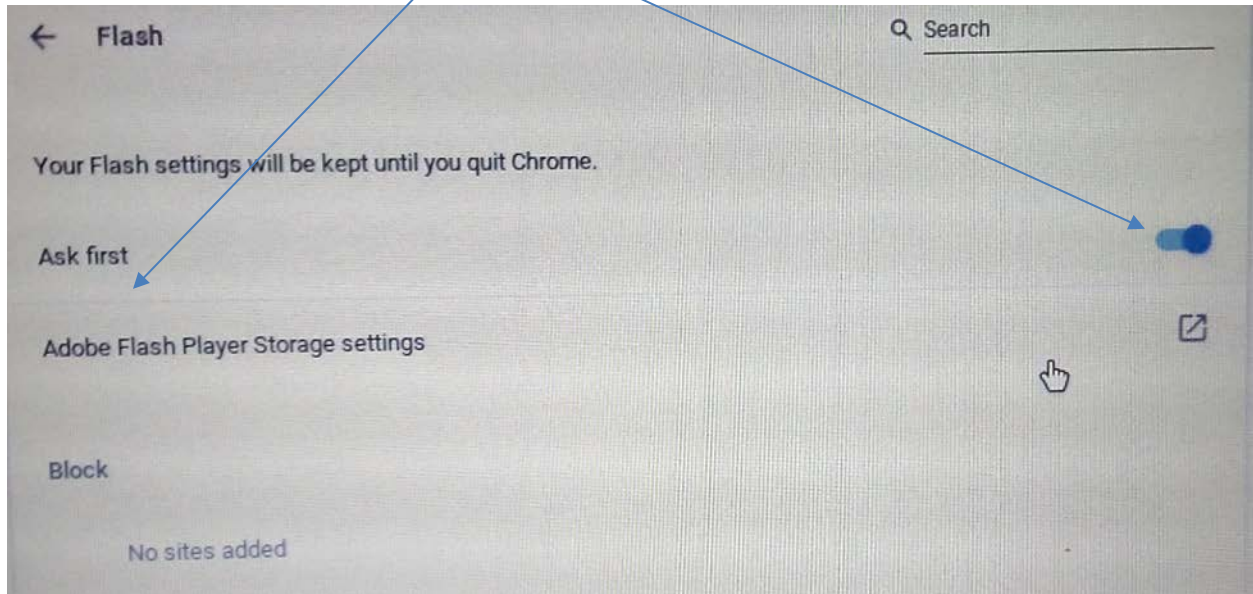 Flash
Search
Your Flash settings will be kept until you quit Chrome.
Ask first
Adobe Flash Player Storage settings
Block
No sites added